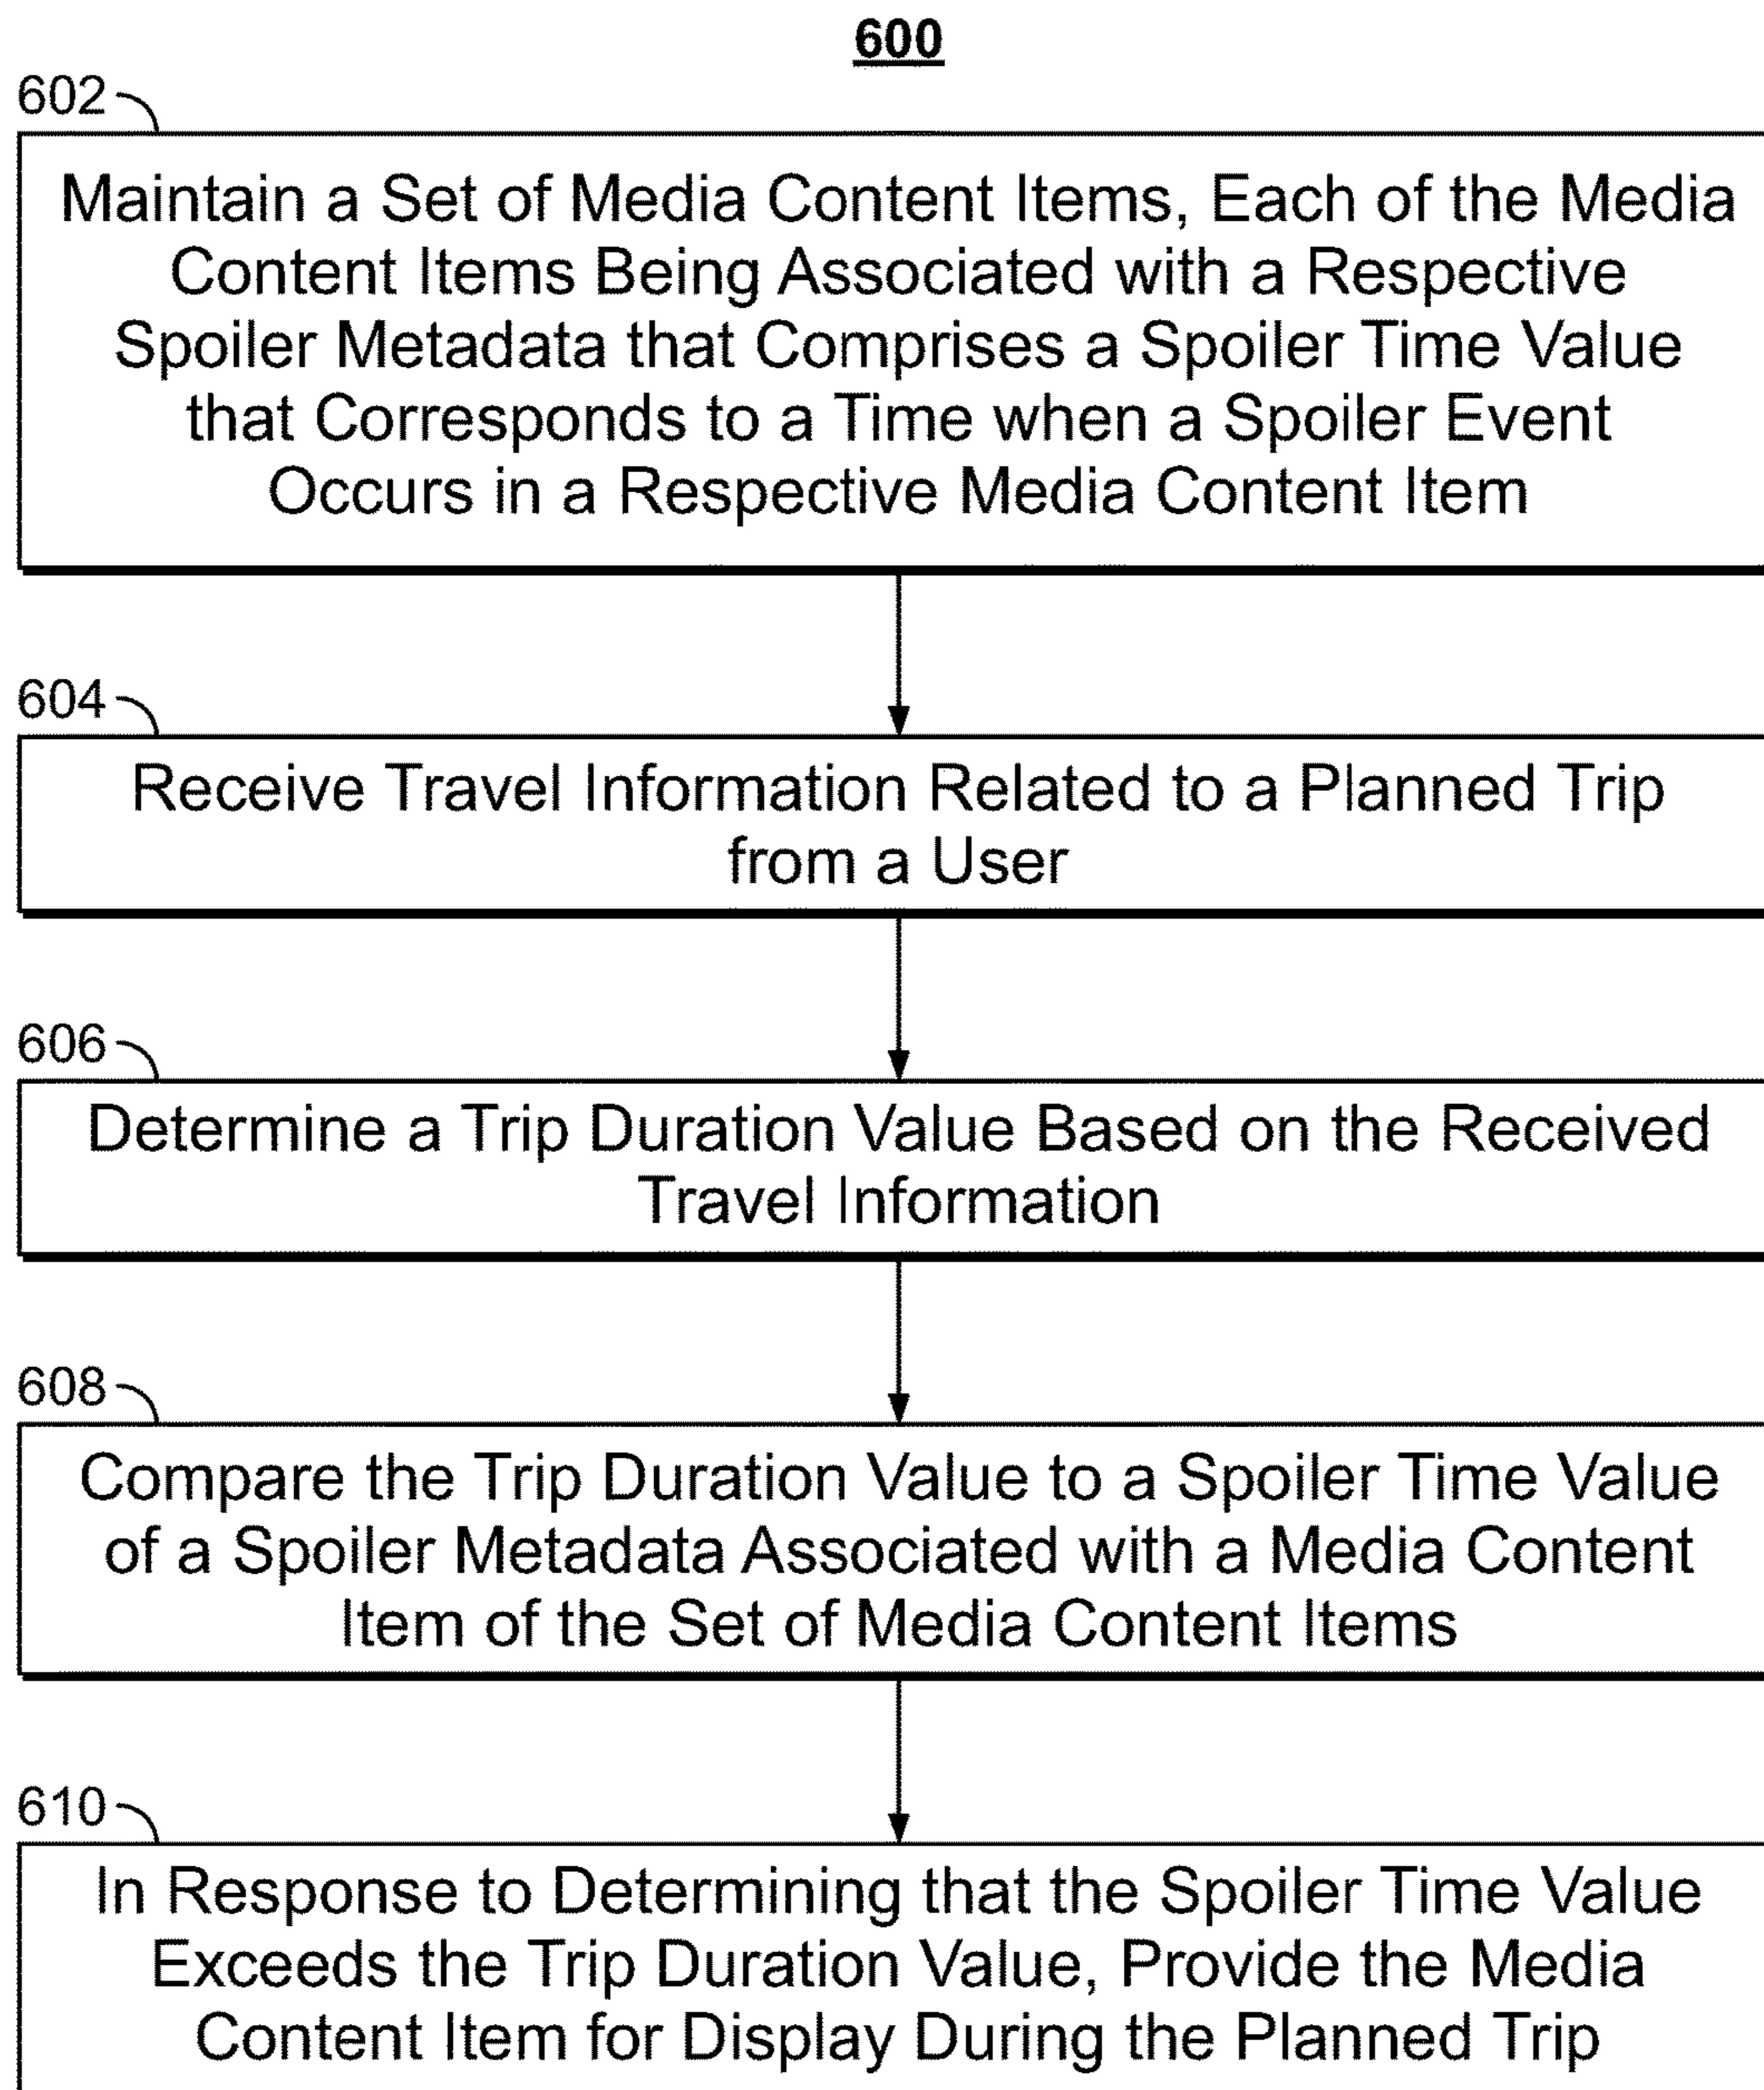 600
602
Maintain a Set of Media Content Items, Each of the Media
Content Items Being Associated with a Respective
Spoiler Metadata that Comprises a Spoiler Time Value
that Corresponds to a Time when a Spoiler Event
Occurs in a Respective Media Content Item
604
Receive Travel Information Related to a Planned Trip
from a User
606
Determine a Trip Duration Value Based on the Received
Travel Information
608
Compare the Trip Duration Value to a Spoiler Time Value
of a Spoiler Metadata Associated with a Media Content
Item of the Set of Media Content Items
610
In Response to Determining that the Spoiler Time Value
Exceeds the Trip Duration Value, Provide the Media
Content Item for Display During the Planned Trip